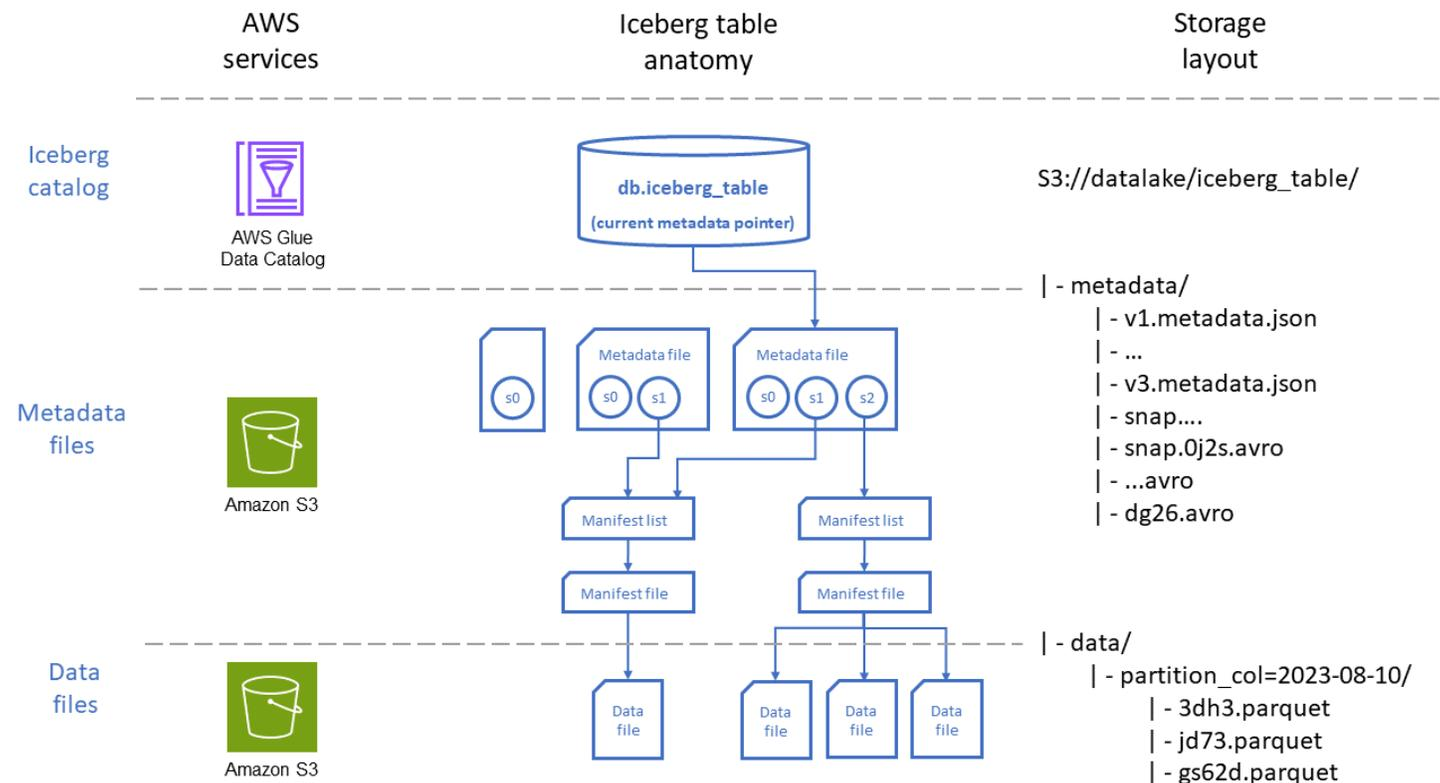 AWS
services
Iceberg table
anatomy
Storage
layout
Iceberg
catalog
AWS Glue
Data Catalog
db.iceberg_table
(current metadata pointer)
S3://datalake/iceberg_table/
Metadata
files
Amazon S3
s0
Metadata file
s0
s1
Metadata file
s0
s1
s2
Manifest list
Manifest list
Manifest file
Manifest file
| - metadata/
| - v1.metadata.json
| - ...
| - v3.metadata.json
| - snap....
| - snap.0j2s.avro
| - ...avro
| - dg26.avro
Data
files
Amazon S3
Data
file
Data
file
Data
file
Data
file
| - data/
| - partition_col=2023-08-10/
| - 3dh3.parquet
| - jd73.parquet
| - gs62d.parquet